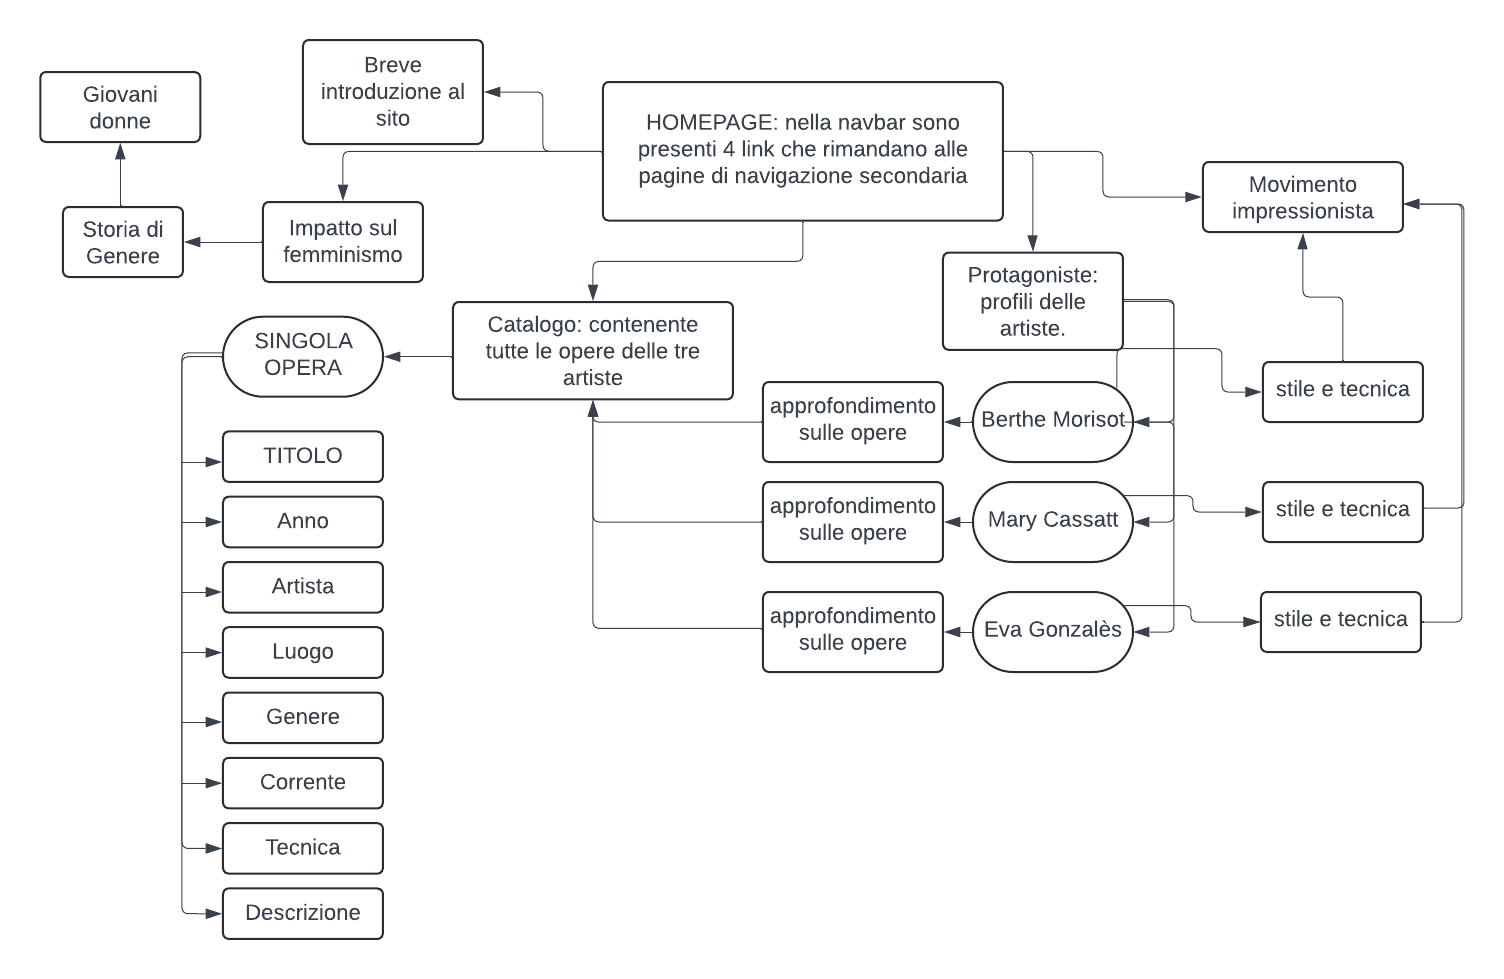 Breve
introduzione al
sito
Giovani
donne
HOMEPAGE: nella navbar sono
presenti 4 link che rimandano alle
pagine di navigazione secondaria
Movimento
impressionista
Storia di
Genere
Impatto sul
femminismo
Protagoniste:
profili delle
artiste.
Catalogo: contenente
tutte le opere delle tre
artiste
SINGOLA
OPERA
approfondimento
sulle opere
Berthe Morisot
stile e tecnica
TITOLO
approfondimento
sulle opere
Mary Cassatt
stile e tecnica
Anno
Artista
approfondimento
sulle opere
Eva Gonzalès
stile e tecnica
Luogo
Genere
Corrente
Tecnica
Descrizione